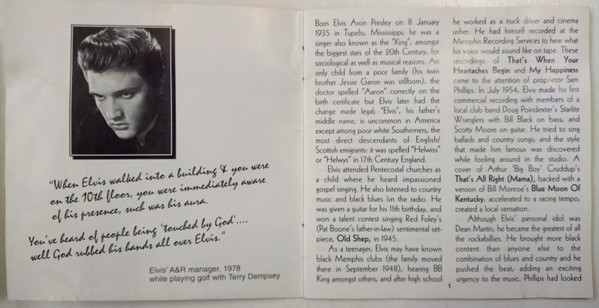 "When Elvis walked into a building & you were
on the 10th floor, you were immediately aware
of his presence, such was his aura.
You've heard of people being 'touched by God'....
well God rubbed his hands all over Elvis."
Elvis' A&R manager, 1978
while playing golf with Terry Dempsey
Born Elvis Aron Presley on 8 January
1935 in Tupelo, Mississippi, he was a
singer also known as the "King", amongst
the biggest stars of the 20th Century, for
sociological as well as musical reasons. An
only child from a poor family (his twin
brother Jessie Garon was stillborn), the
doctor spelled "Aaron" correctly on the
birth certificate but Elvis later had the
change made legal; "Elvis", his father's
middle name, is uncommon in America
except among poor white Southerners, the
most direct descendants of English/
Scottish emigrants: it was spelled "Helwiss"
or "Helwys" in 17th Century England.
Elvis attended Pentecostal churches as
a child where he heard impassioned
gospel singing. He also listened to country
music and black blues on the radio. He
was given a guitar for his 11th birthday, and
won a talent contest singing Red Foley's
(Pat Boone's father-in-law) sentimental set-
piece, Old Shep, in 1945.
As a teenager, Elvis may have known
black Memphis clubs (the family moved
there in September 1948), hearing BB
King amongst others, and after high school
he worked as a truck driver and cinema
usher. He had himself recorded at the
Memphis Recording Services to hear what
his voice would sound like on tape. These
recordings of That's When Your
Heartaches Begin and My Happiness
came to the attention of proprietor Sam
Phillips. In July 1954, Elvis made his first
commercial recording with members of a
local club band Doug Poindexter's Starlite
Wranglers with Bill Black on bass, and
Scotty Moore on guitar. He tried to sing
ballads and country songs, and the style
that made him famous was discovered
while fooling around in the studio. A
cover of Arthur 'Big Boy' Cruddup's
That's All Right (Mama), backed with a
version of Bill Monroe's Blue Moon Of
Kentucky, accelerated to a racing tempo,
created a local sensation.
Although Elvis' personal idol was
Dean Martin, he became the greatest of all
the rockabillies. He brought more black
content than anyone else to the
combination of blues and country and he
pushed the beat, adding an exciting
urgency to the music. Phillips had looked
1